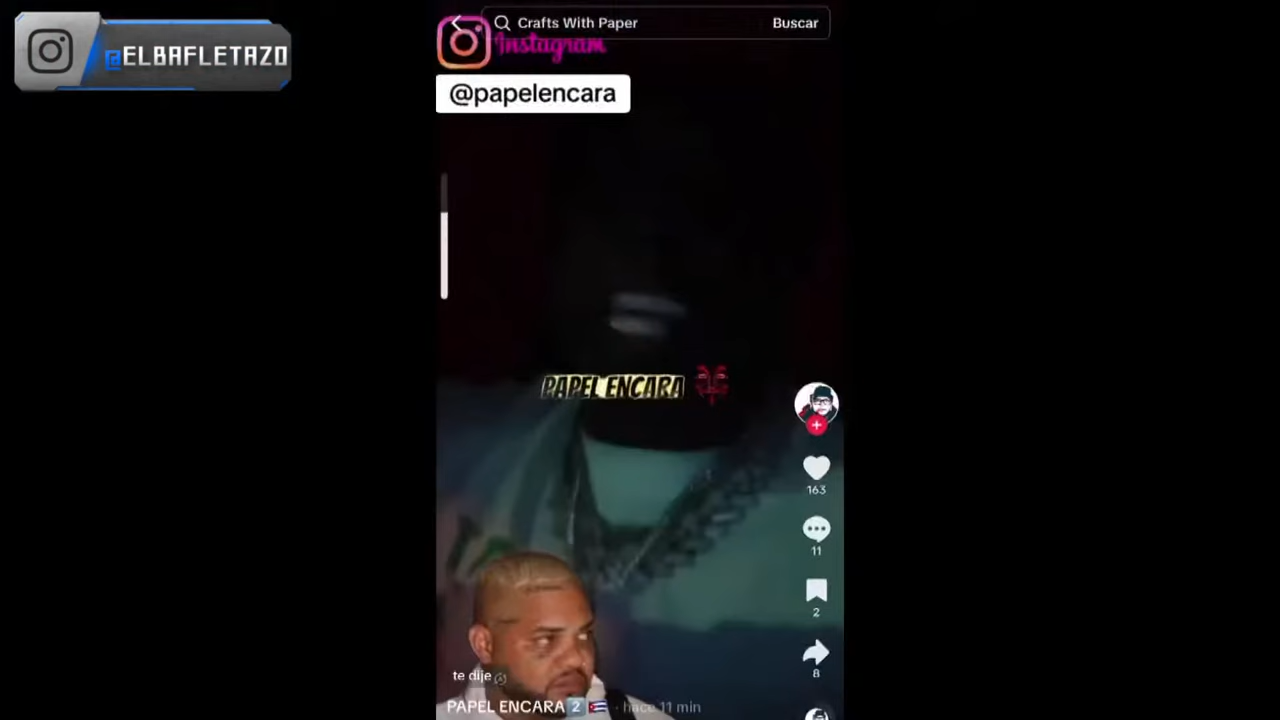 @ELBAFLETAZO
Crafts With Paper
Buscar
Instagram
@papelencara
PAPEL ENCARA
163
11
2
8
te dije
PAPEL ENCARA 2️⃣ 🇨🇺 · hace 11 min